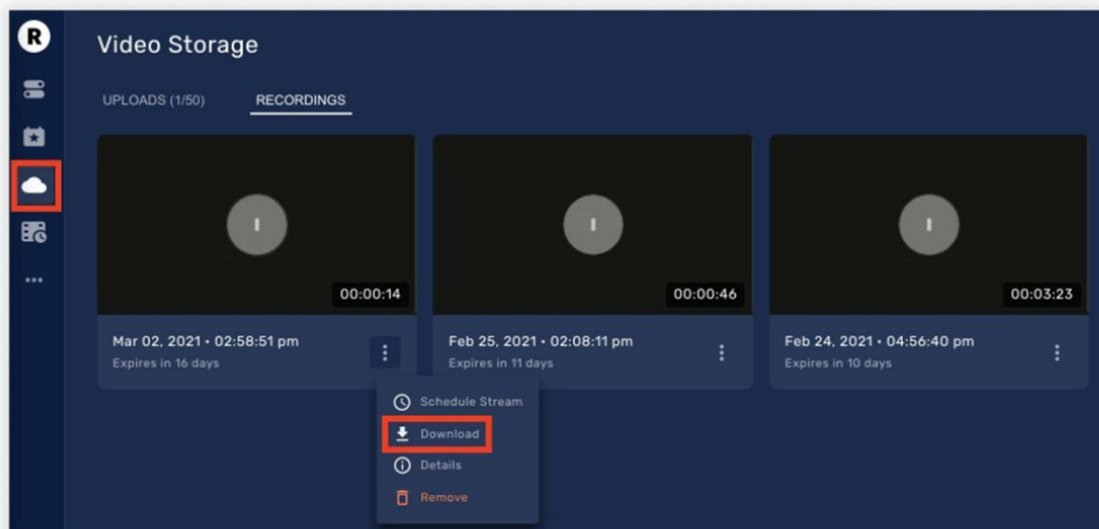 R
Video Storage
UPLOADS (1/50) RECORDINGS
I I I
00:00:14 00:00:46 00:03:23
Mar 02, 2021 • 02:58:51 pm Feb 25, 2021 • 02:08:11 pm Feb 24, 2021 • 04:56:40 pm
Expires in 16 days Expires in 11 days Expires in 10 days
Schedule Stream
Download
Details
Remove